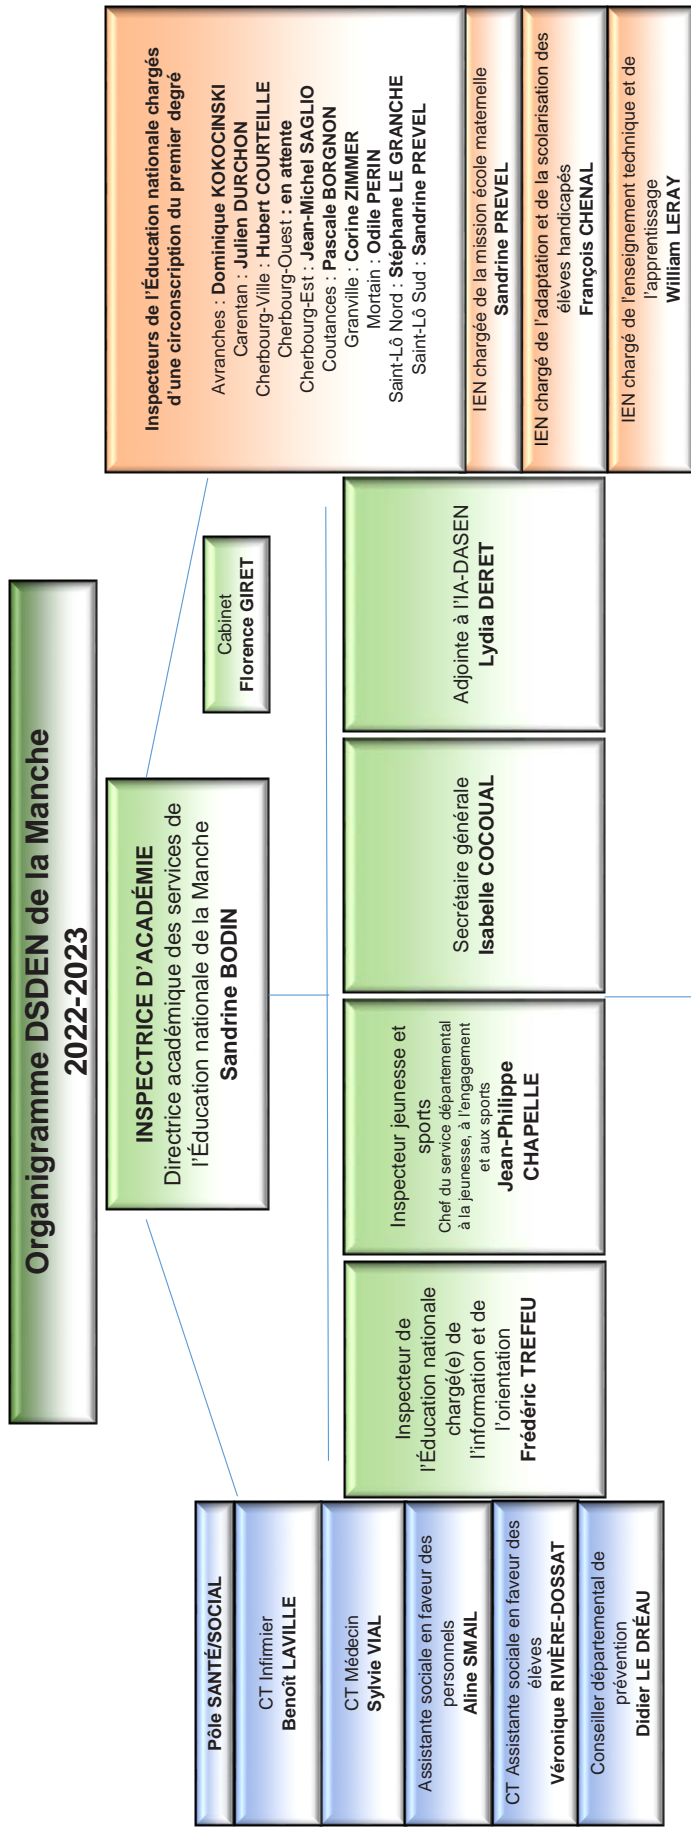 Organigramme DSDEN de la Manche
2022-2023
INSPECTRICE D'ACADÉMIE
Directrice académique des services de
l'Éducation nationale de la Manche
Sandrine BODIN
Cabinet
Florence GIRET
Pôle SANTÉ/SOCIAL
CT Infirmier
Benoît LAVILLE
CT Médecin
Sylvie VIAL
Assistante sociale en faveur des
personnels
Aline SMAIL
CT Assistante sociale en faveur des
élèves
Véronique RIVIÈRE-DOSSAT
Conseiller départemental de
prévention
Didier LE DRÉAU
Inspecteur de
l'Éducation nationale
chargé(e) de
l'information et de
l'orientation
Frédéric TREFEU
Inspecteur jeunesse et
sports
Chef du service départemental
à la jeunesse, à l'engagement
et aux sports
Jean-Philippe
CHAPELLE
Secrétaire générale
Isabelle COCOUAL
Adjointe à l'IA-DASEN
Lydia DERET
Inspecteurs de l'Éducation nationale chargés
d'une circonscription du premier degré
Avranches : Dominique KOKOCINSKI
Carentan : Julien DURCHON
Cherbourg-Ville : Hubert COURTEILLE
Cherbourg-Ouest : en attente
Cherbourg-Est : Jean-Michel SAGLIO
Coutances : Pascale BORGNON
Granville : Corine ZIMMER
Mortain : Odile PERIN
Saint-Lô Nord : Stéphane LE GRANCHE
Saint-Lô Sud : Sandrine PREVEL
IEN chargée de la mission école maternelle
Sandrine PREVEL
IEN chargé de l'adaptation et de la scolarisation des
élèves handicapés
François CHENAL
IEN chargé de l'enseignement technique et de
l'apprentissage
William LERAY